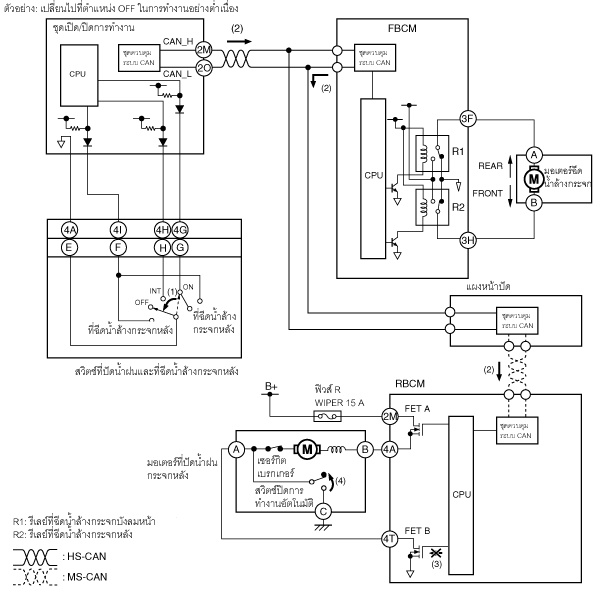 ตัวอย่าง: เปลี่ยนไปที่ตำแหน่ง OFF ในการทำงานอย่างต่ำเนื่อง
ชุดเปิด/ปิดการทำงาน
CAN_H
(2)
FBCM
ชุดควบคุม
ระบบ CAN
2M
2O
CAN_L
CPU
ชุดควบคุม
ระบบ CAN
(2)
3F
R1
CPU
R2
REAR
FRONT
A
M
B
มอเตอร์ฉีด
น้ำล้างกระจก
3H
4A
4I
4H
4G
E
F
H
G
INT
(1)
ON
OFF
ที่ฉีดน้ำล้าง
กระจกหลัง
ที่ฉีดน้ำล้างกระจกหลัง
สวิตช์ที่ปัดน้ำฝนและที่ฉีดน้ำล้างกระจกหลัง
แผงหน้าปัด
ชุดควบคุม
ระบบ CAN
(2)
B+
ฟิวส์ R
WIPER 15 A
RBCM
2M
FET A
ชุดควบคุม
ระบบ CAN
A
M
B
4A
เซอร์กิต
เบรกเกอร์
มอเตอร์ที่ปัดน้ำฝน
กระจกหลัง
(4)
สวิตช์ปิดการ
ทำงานอัตโนมัติ
C
CPU
4T
FET B
(3)
R1: รีเลย์ที่ฉีดน้ำล้างกระจกบังลมหน้า
R2: รีเลย์ที่ฉีดน้ำล้างกระจกหลัง
: HS-CAN
: MS-CAN